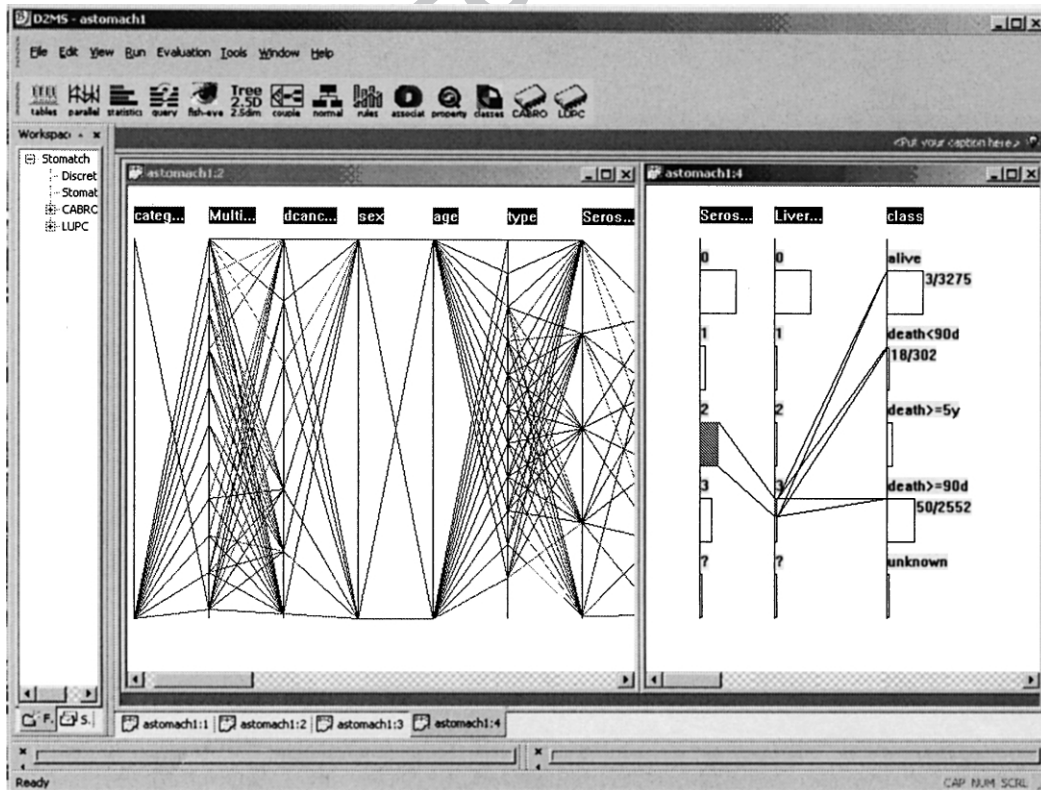 D2MS - astomach1
File Edit View Run Evaluation Tools Window Help
Tree
2.5D
tables parallel statistics query fish-eye 2.5dim couple normal rules associat property classes CABRO LUPC
Workspac
<Put your caption here>
Stomatch
Discret
Stomat
CABRC
LUPC
astomach1:2
categ... Multi... dcanc... sex age type Seros...
astomach1:4
Seros... Liver... class
0 0 alive
3/3275
1 1 death<90d
18/302
2 2 death>=5y
3 3 death>=90d
50/2552
? ? unknown
F. S.
astomach1:1 astomach1:2 astomach1:3 astomach1:4
Ready
CAP NUM SCRL